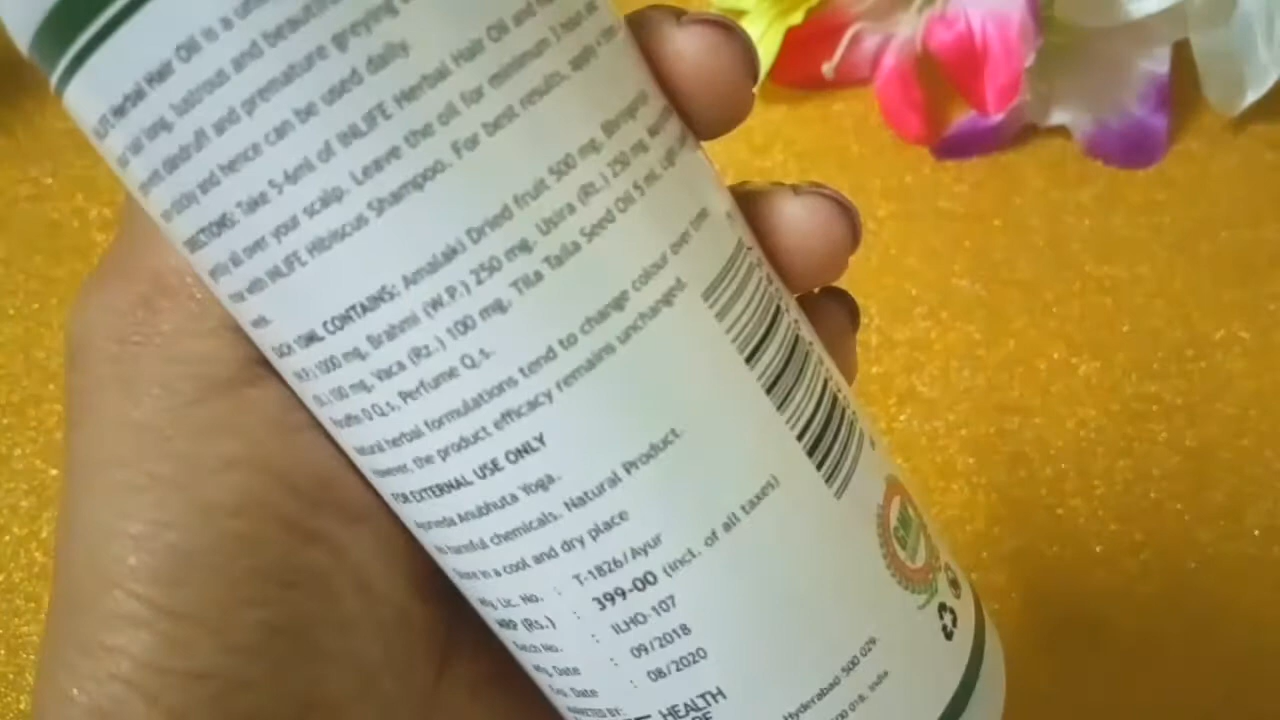 Herbal Hair Oil is a
for long, lustrous and
dandruff and premature greying
and hence can be used daily.
Take 5-6ml of INLIFE Herbal Hair Oil and
all over your scalp. Leave the oil for minimum 1 hour
with INLIFE Hibiscus Shampoo. For best results, apply
10ML CONTAINS: Amalaki Dried fruit 500 mg,
1000 mg, Brahmi (W.P.) 250 mg, Usira (Rt.) 250 mg,
100 mg, Vaca (Rz.) 100 mg, Tila Taila Seed Oil 5 ml,
Q.s, Perfume Q.s.
herbal formulations tend to change colour over time
However, the product efficacy remains unchanged.
FOR EXTERNAL USE ONLY
Ayurveda Anubhuta Yoga.
No harmful chemicals. Natural Product.
Store in a cool and dry place
Mfg. Lic. No. : T-1826/Ayur
MRP (Rs.) : 399-00 (incl. of all taxes)
Batch No. : ILHO-107
Mfg. Date : 09/2018
Exp. Date : 08/2020
HEALTH
Hyderabad 500 029.
500 018, India
GMP